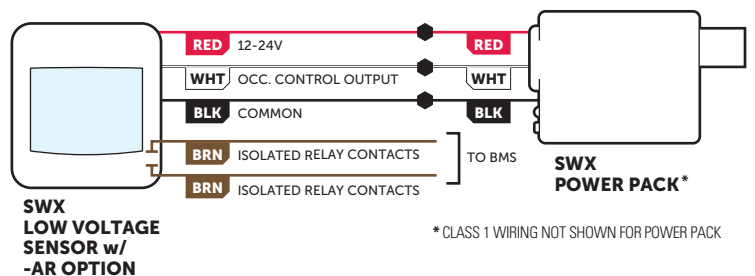 RED 12-24V RED
WHT OCC. CONTROL OUTPUT WHT
BLK COMMON BLK
BRN ISOLATED RELAY CONTACTS
TO BMS
BRN ISOLATED RELAY CONTACTS
SWX
POWER PACK*
SWX
LOW VOLTAGE
SENSOR w/
-AR OPTION
* CLASS 1 WIRING NOT SHOWN FOR POWER PACK